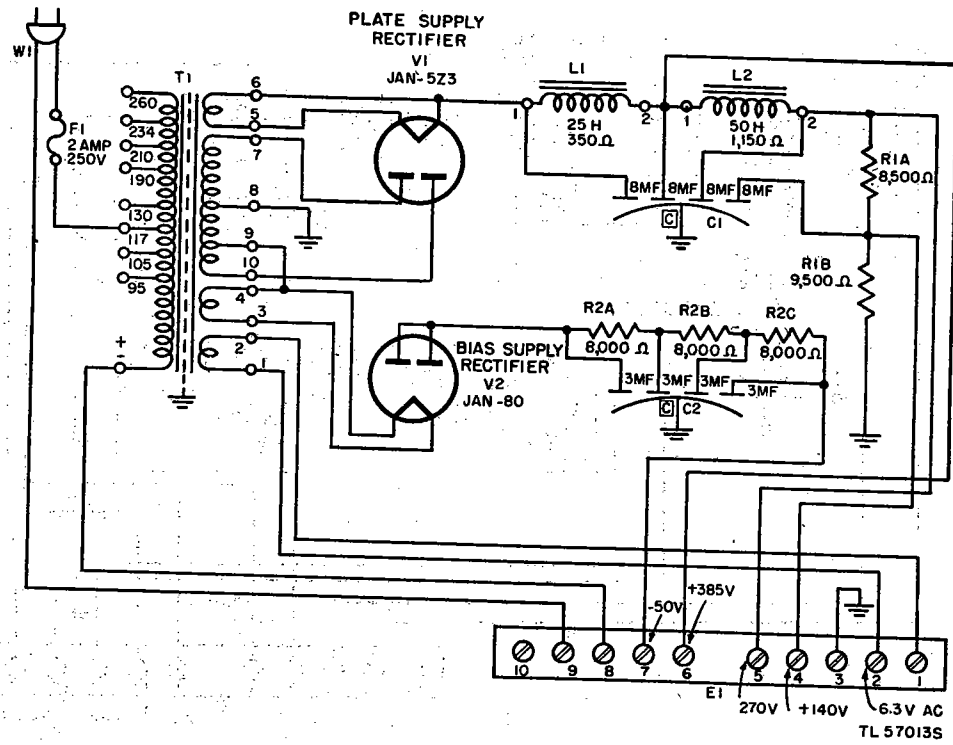 PLATE SUPPLY
RECTIFIER
V1
JAN-5Z3
W1
F1
2 AMP
250V
T1
260
234
210
190
130
117
105
95
+
-
6
5
7
8
9
10
4
3
2
1
L1
1
2
25 H
350Ω
L2
1
2
50 H
1,150Ω
8MF
8MF
8MF
8MF
C
C1
R1A
8,500Ω
R1B
9,500Ω
BIAS SUPPLY
RECTIFIER
V2
JAN-80
R2A
8,000 Ω
R2B
8,000 Ω
R2C
8,000 Ω
3MF
3MF
3MF
3MF
C
C2
-50V
+385V
10
9
8
7
6
5
4
3
2
1
E1
270V
+140V
6.3V AC
TL 57013S